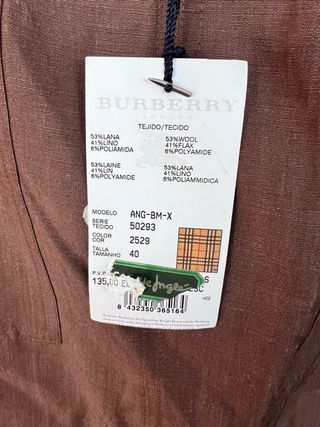 BURBERRY
LONDON
TEJIDO/TECIDO
53%LANA 53%WOOL
41%LINO 41%FLAX
6%POLIAMIDA 6%POLYAMIDE
53%LAINE 53%LANA
41%LIN 41%LINO
6%POLYAMIDE 6%POLIAMMIDICA
MODELO ANG-BM-X
SERIE
TECIDO 50293
COLOR
COR 2529
TALLA
TAMANHO 40
P.V.P.
135,00 E
Ingles
8 432350 365164